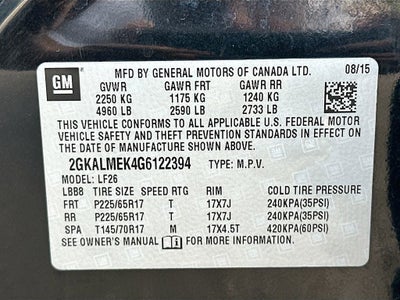 GM
MFD BY GENERAL MOTORS OF CANADA LTD. 08/15
GVWR GAWR FRT GAWR RR
2250 KG 1175 KG 1240 KG
4960 LB 2590 LB 2733 LB
THIS VEHICLE CONFORMS TO ALL APPLICABLE U.S. FEDERAL MOTOR
VEHICLE SAFETY AND THEFT PREVENTION STANDARDS IN EFFECT ON
THE DATE OF MANUFACTURE SHOWN ABOVE.
2GKALMEK4G6122394 TYPE: M.P.V.
MODEL: LF26
LBB8 TIRE SIZE SPEED RTG RIM COLD TIRE PRESSURE
FRT P225/65R17 T 17X7J 240KPA(35PSI)
RR P225/65R17 T 17X7J 240KPA(35PSI)
SPA T145/70R17 M 17X4.5T 420KPA(60PSI)
SEE OWNER'S MANUAL FOR MORE INFORMATION.